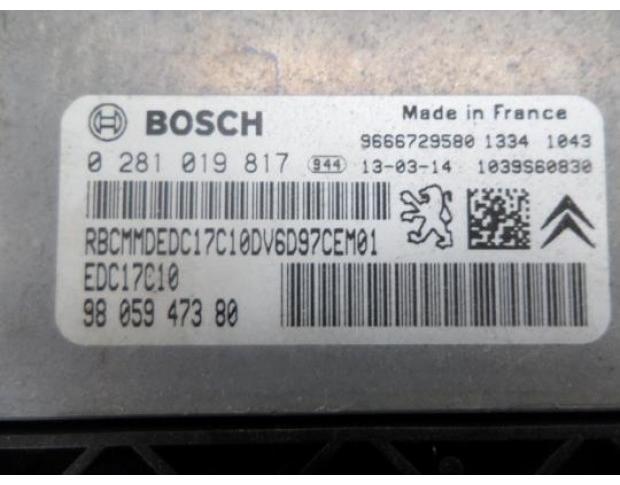 BOSCH
Made in France
9666729580 1334 1043
0 281 019 817 944 13-03-14 1039S60830
RBCMMDEDC17C10DV6D97CEM01
EDC17C10
98 059 473 80